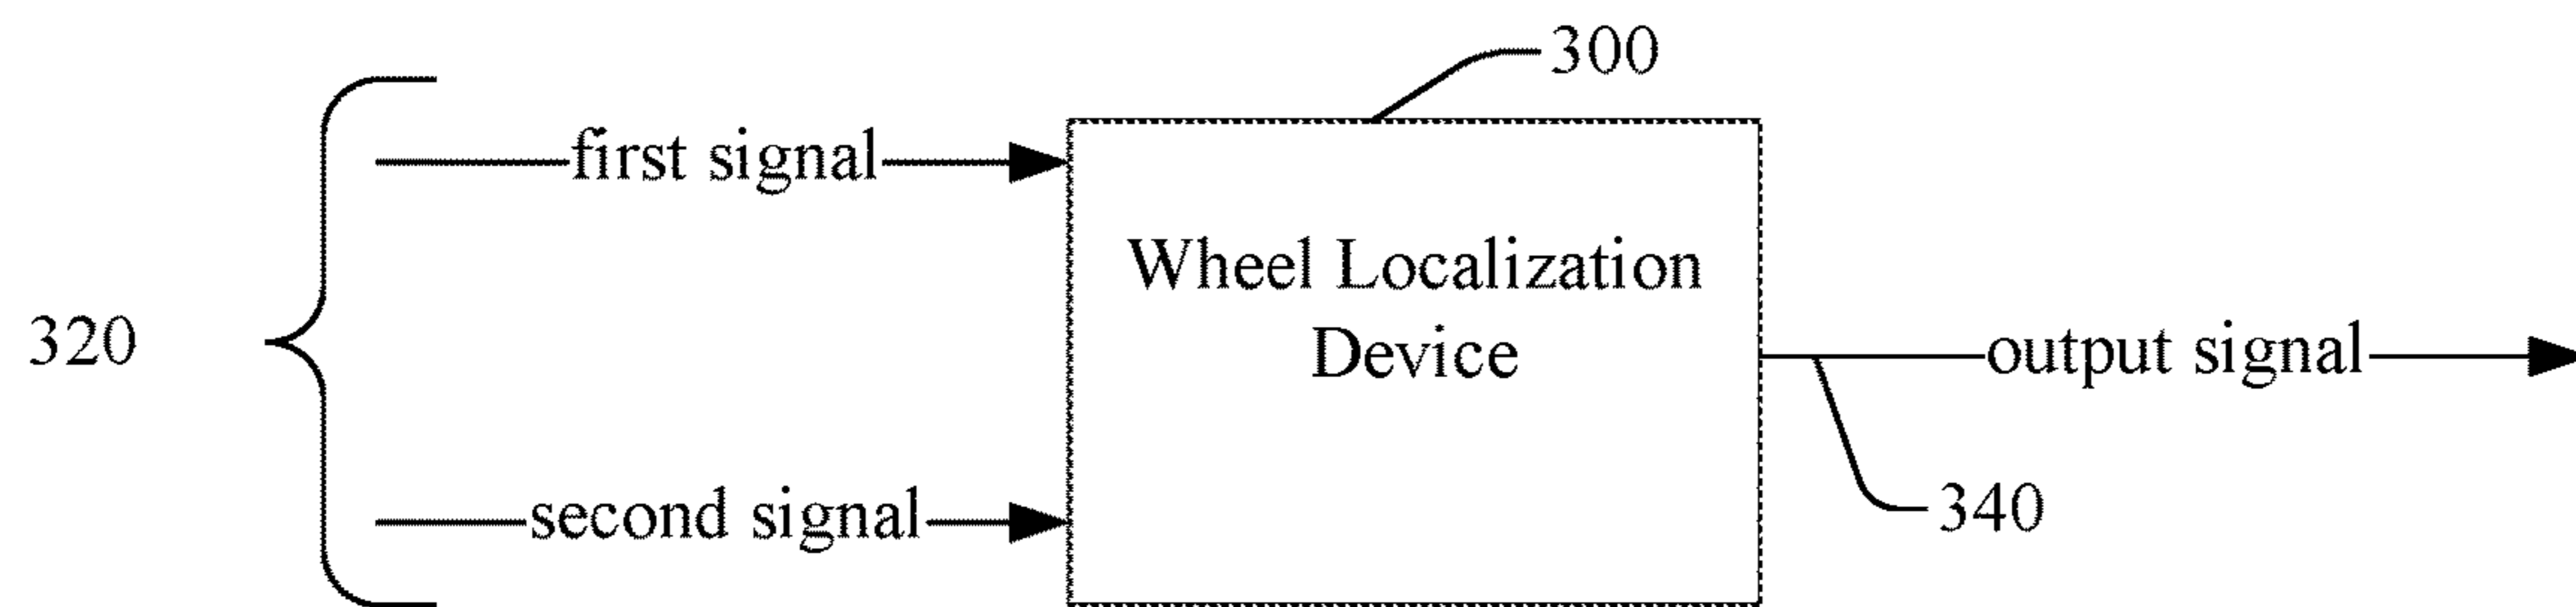 300
first signal
Wheel Localization
Device
320
output signal
second signal
340